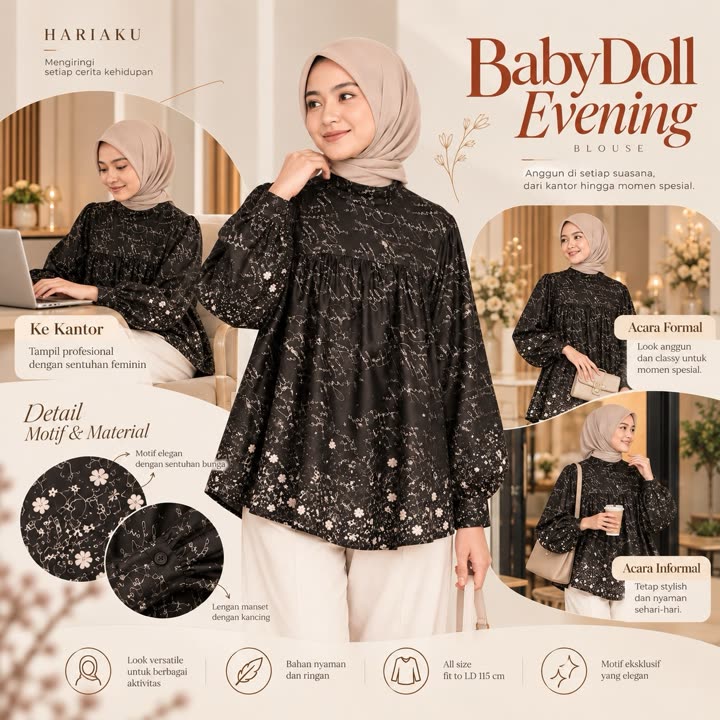 HARIAKU
Mengiringi
setiap cerita kehidupan
BabyDoll
Evening
BLOUSE
Anggun di setiap suasana,
dari kantor hingga momen spesial.
Ke Kantor
Tampil profesional
dengan sentuhan feminin
Acara Formal
Look anggun
dan classy untuk
momen spesial.
Detail
Motif & Material
Motif elegan
dengan sentuhan bunga
Lengan manset
dengan kancing
Acara Informal
Tetap stylish
dan nyaman
sehari-hari.
Look versatile
untuk berbagai
aktivitas
Bahan nyaman
dan ringan
All size
fit to LD 115 cm
Motif eksklusif
yang elegan